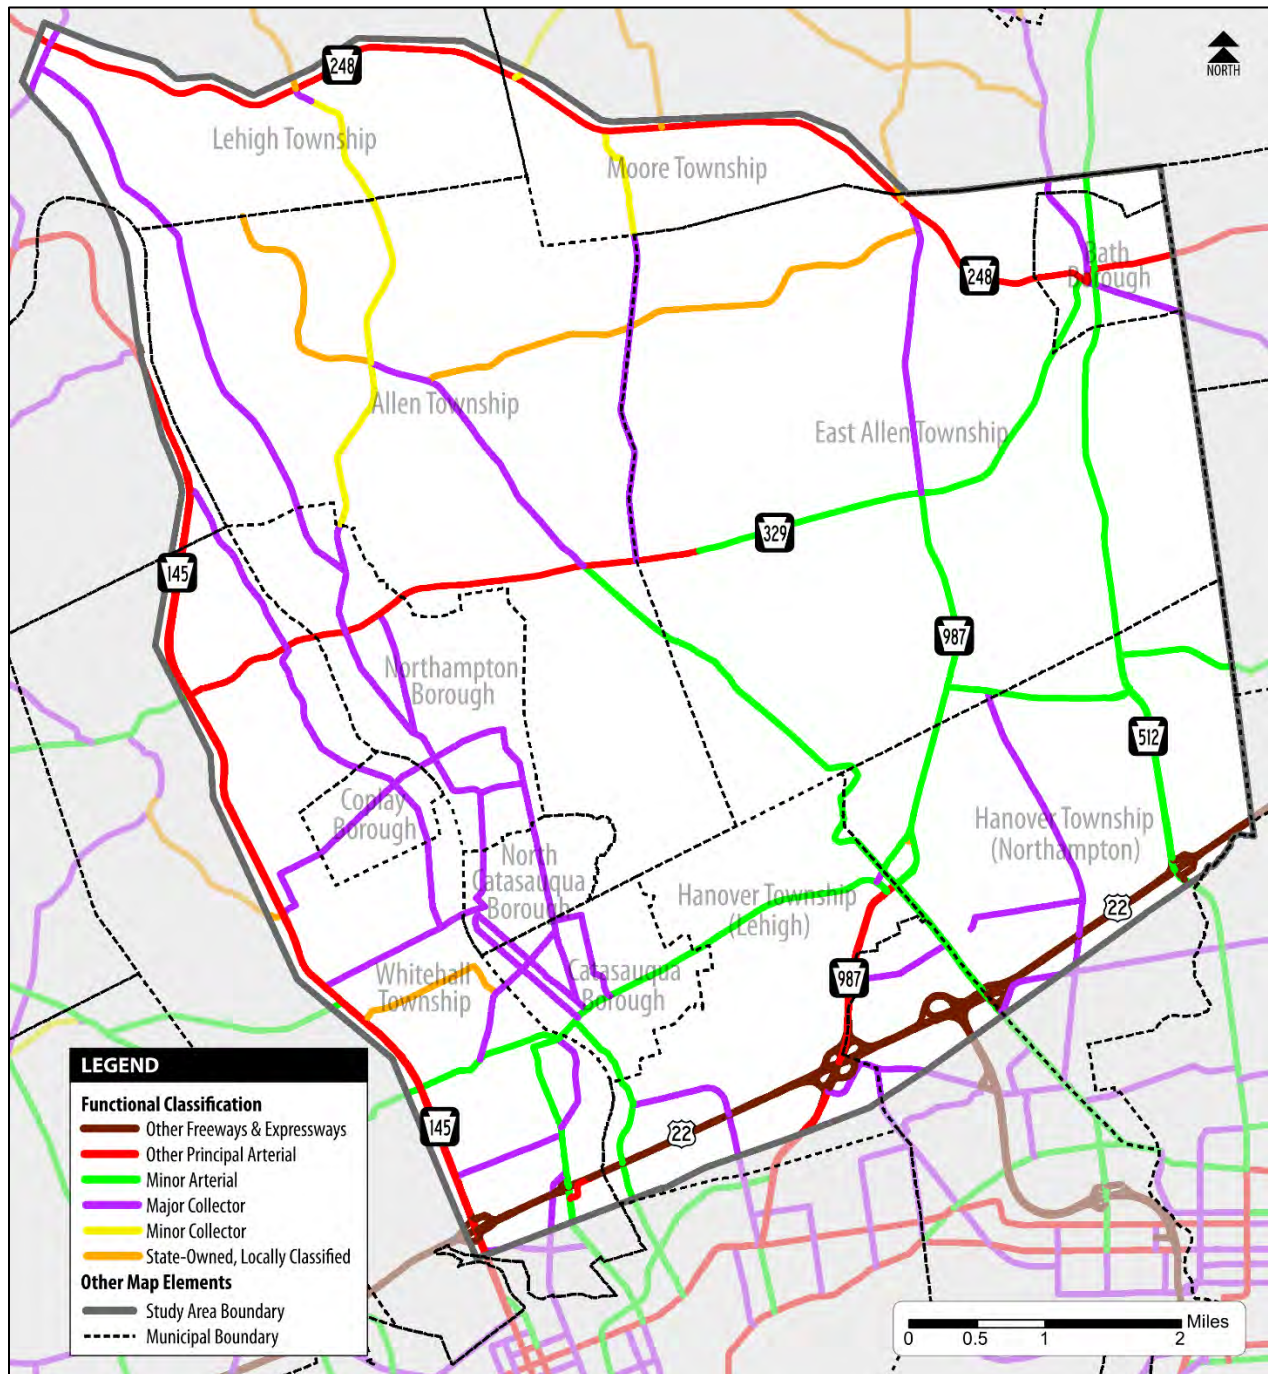 248
NORTH
Lehigh Township
Moore Township
248
Bath
Borough
Allen Township
East Allen Township
329
145
987
Northampton
Borough
512
Coplay
Borough
Hanover Township
(Northampton)
North
Catasauqua
Borough
Hanover Township
(Lehigh)
22
Whitehall
Township
Catasauqua
Borough
987
LEGEND
Functional Classification
Other Freeways & Expressways
Other Principal Arterial
Minor Arterial
Major Collector
Minor Collector
State-Owned, Locally Classified
Other Map Elements
Study Area Boundary
Municipal Boundary
145
22
Miles
0 0.5 1 2